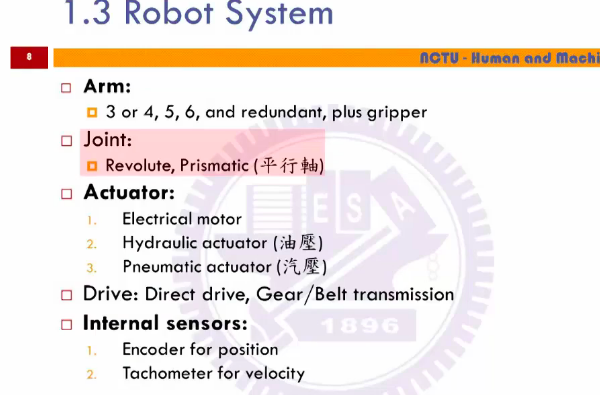 1.3 Robot System
8
NCTU - Human and Machi
Arm:
3 or 4, 5, 6, and redundant, plus gripper
Joint:
Revolute, Prismatic (平行軸)
Actuator:
1. Electrical motor
2. Hydraulic actuator (油壓)
3. Pneumatic actuator (汽壓)
Drive: Direct drive, Gear/Belt transmission
Internal sensors:
1. Encoder for position
2. Tachometer for velocity
ESA
1896